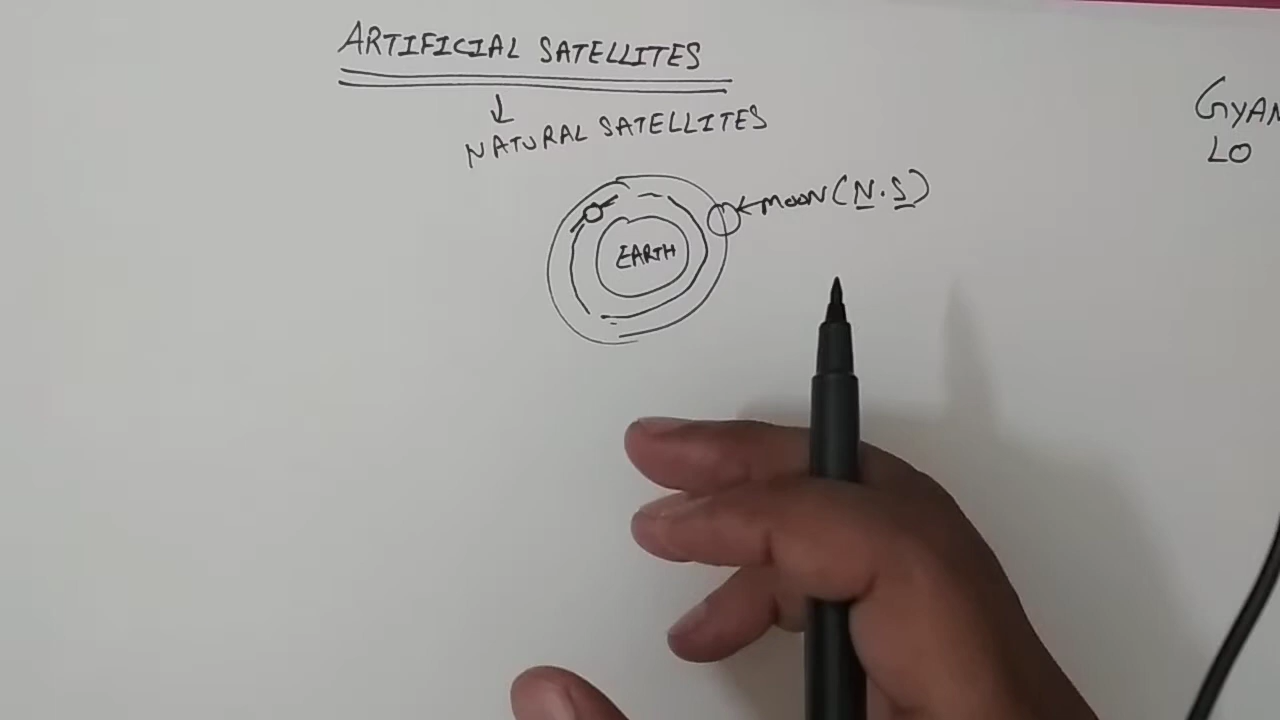 ARTIFICIAL SATELLITES
NATURAL SATELLITES
MOON (N.S)
EARTH
GYAN
LO